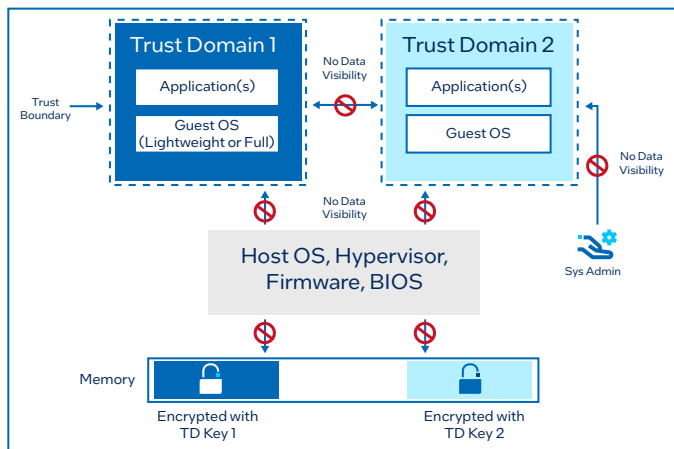 Trust Domain 1
Application(s)
Guest OS
(Lightweight or Full)
Trust
Boundary
No Data
Visibility
Trust Domain 2
Application(s)
Guest OS
No Data
Visibility
Sys Admin
No Data
Visibility
Host OS, Hypervisor,
Firmware, BIOS
Memory
Encrypted with
TD Key 1
Encrypted with
TD Key 2